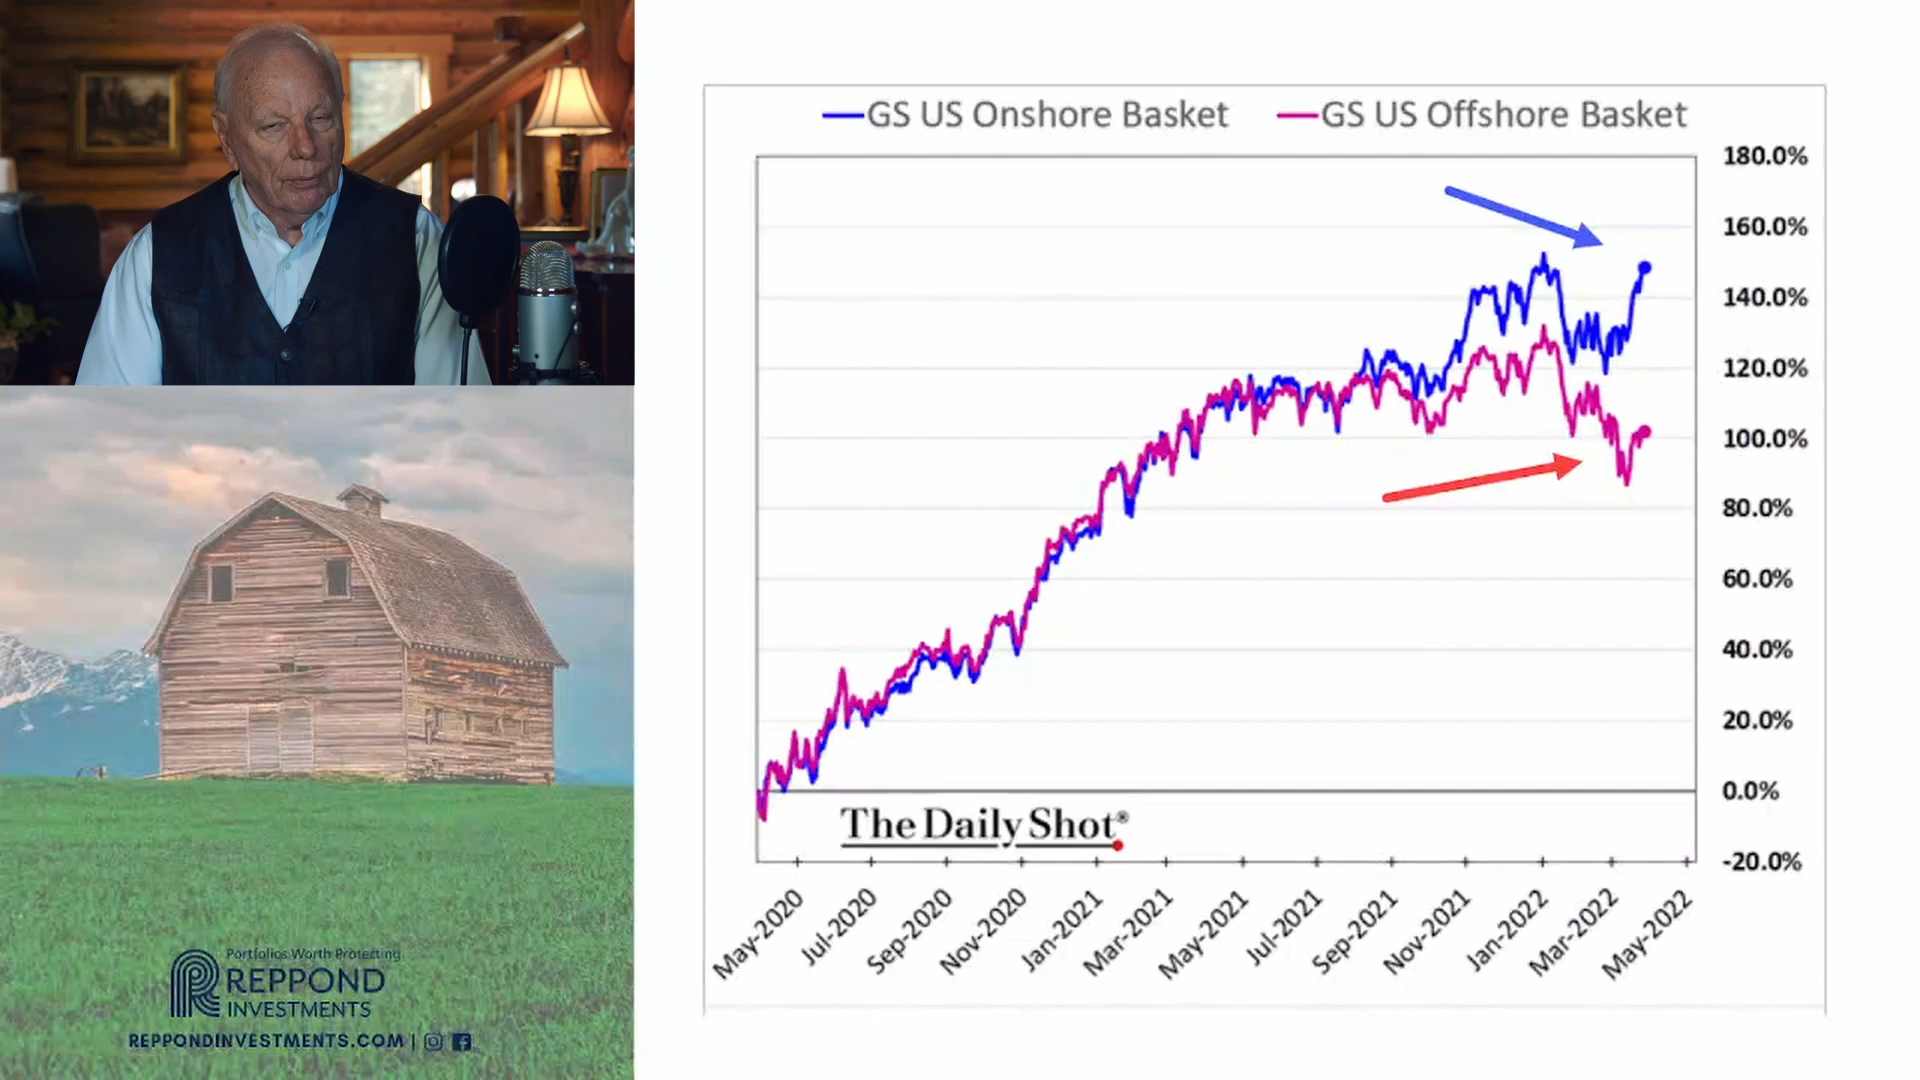 GS US Onshore Basket GS US Offshore Basket
180.0%
160.0%
140.0%
120.0%
100.0%
80.0%
60.0%
40.0%
20.0%
0.0%
-20.0%
The Daily Shot®
May-2020 Jul-2020 Sep-2020 Nov-2020 Jan-2021 Mar-2021 May-2021 Jul-2021 Sep-2021 Nov-2021 Jan-2022 Mar-2022 May-2022
Portfolios Worth Protecting
REPPOND
INVESTMENTS
REPPONDINVESTMENTS.COM |